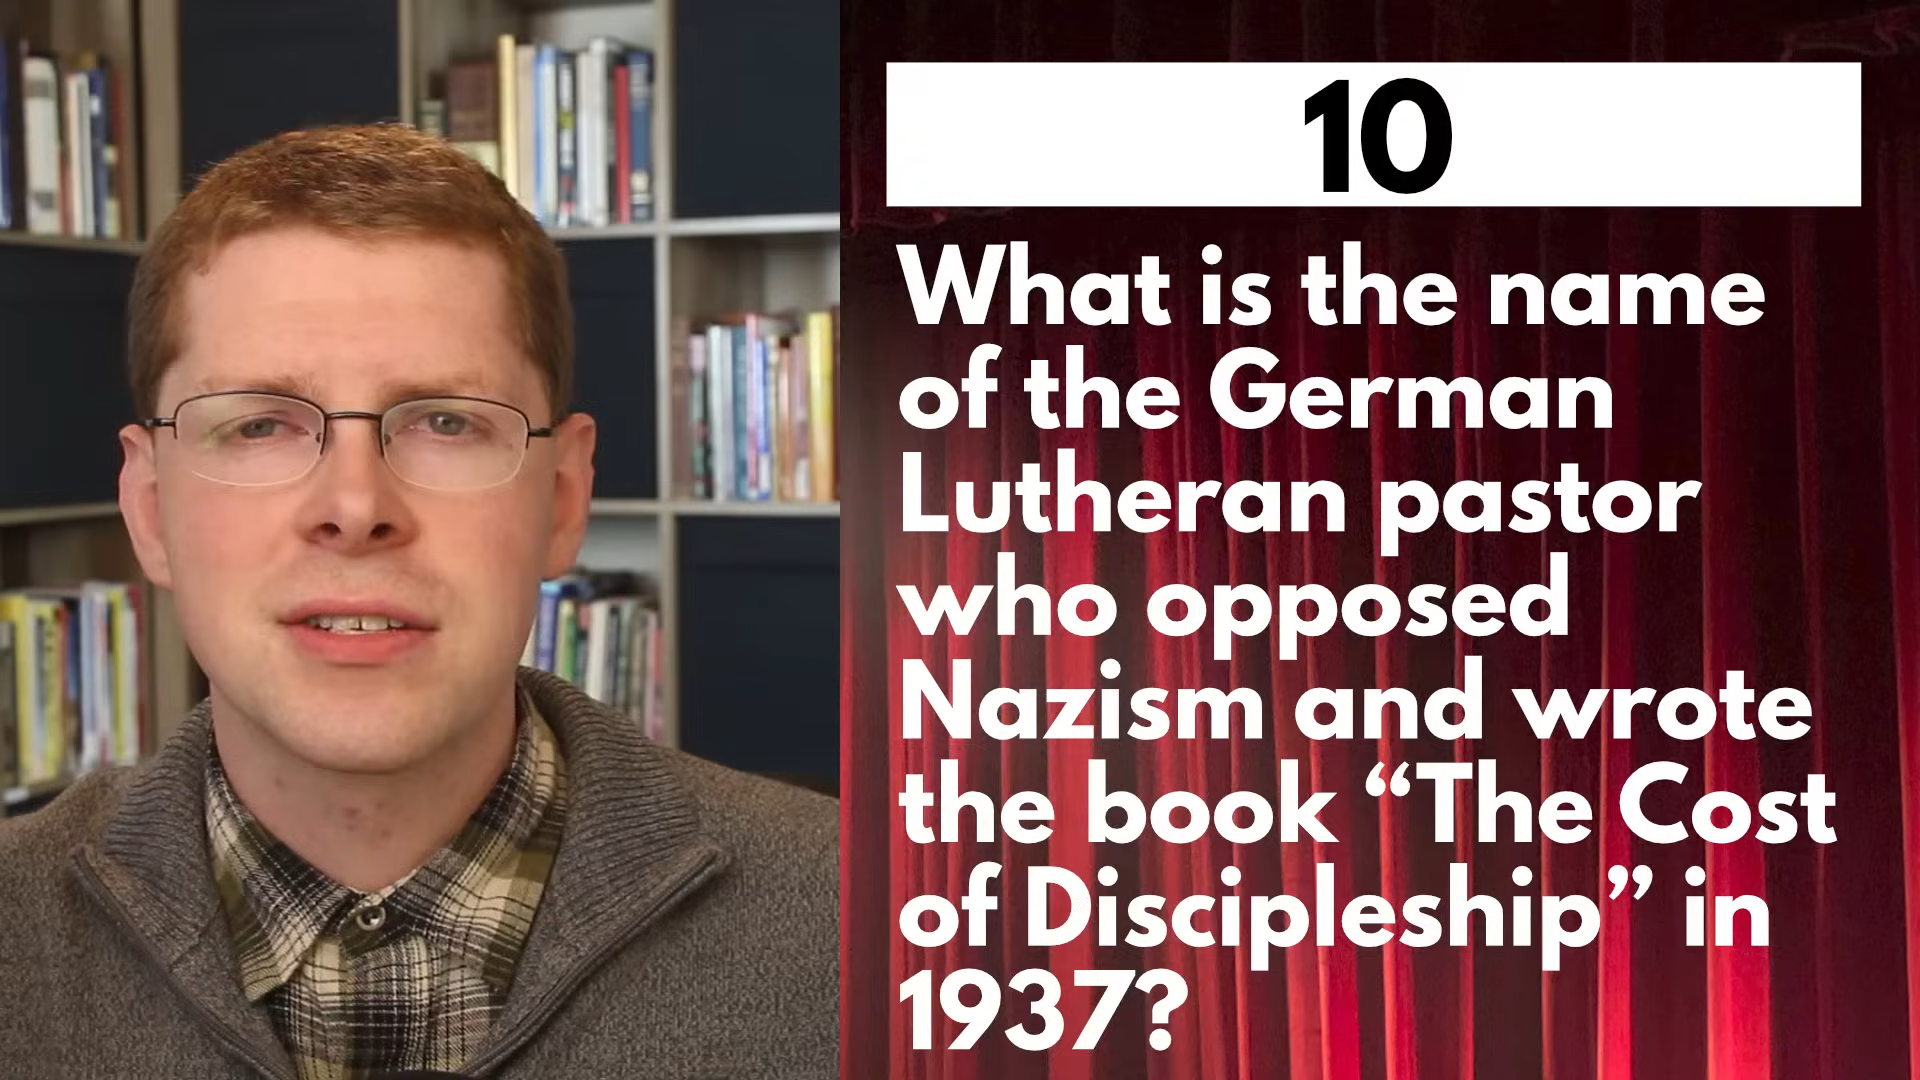 10
What is the name
of the German
Lutheran pastor
who opposed
Nazism and wrote
the book “The Cost
of Discipleship” in
1937?